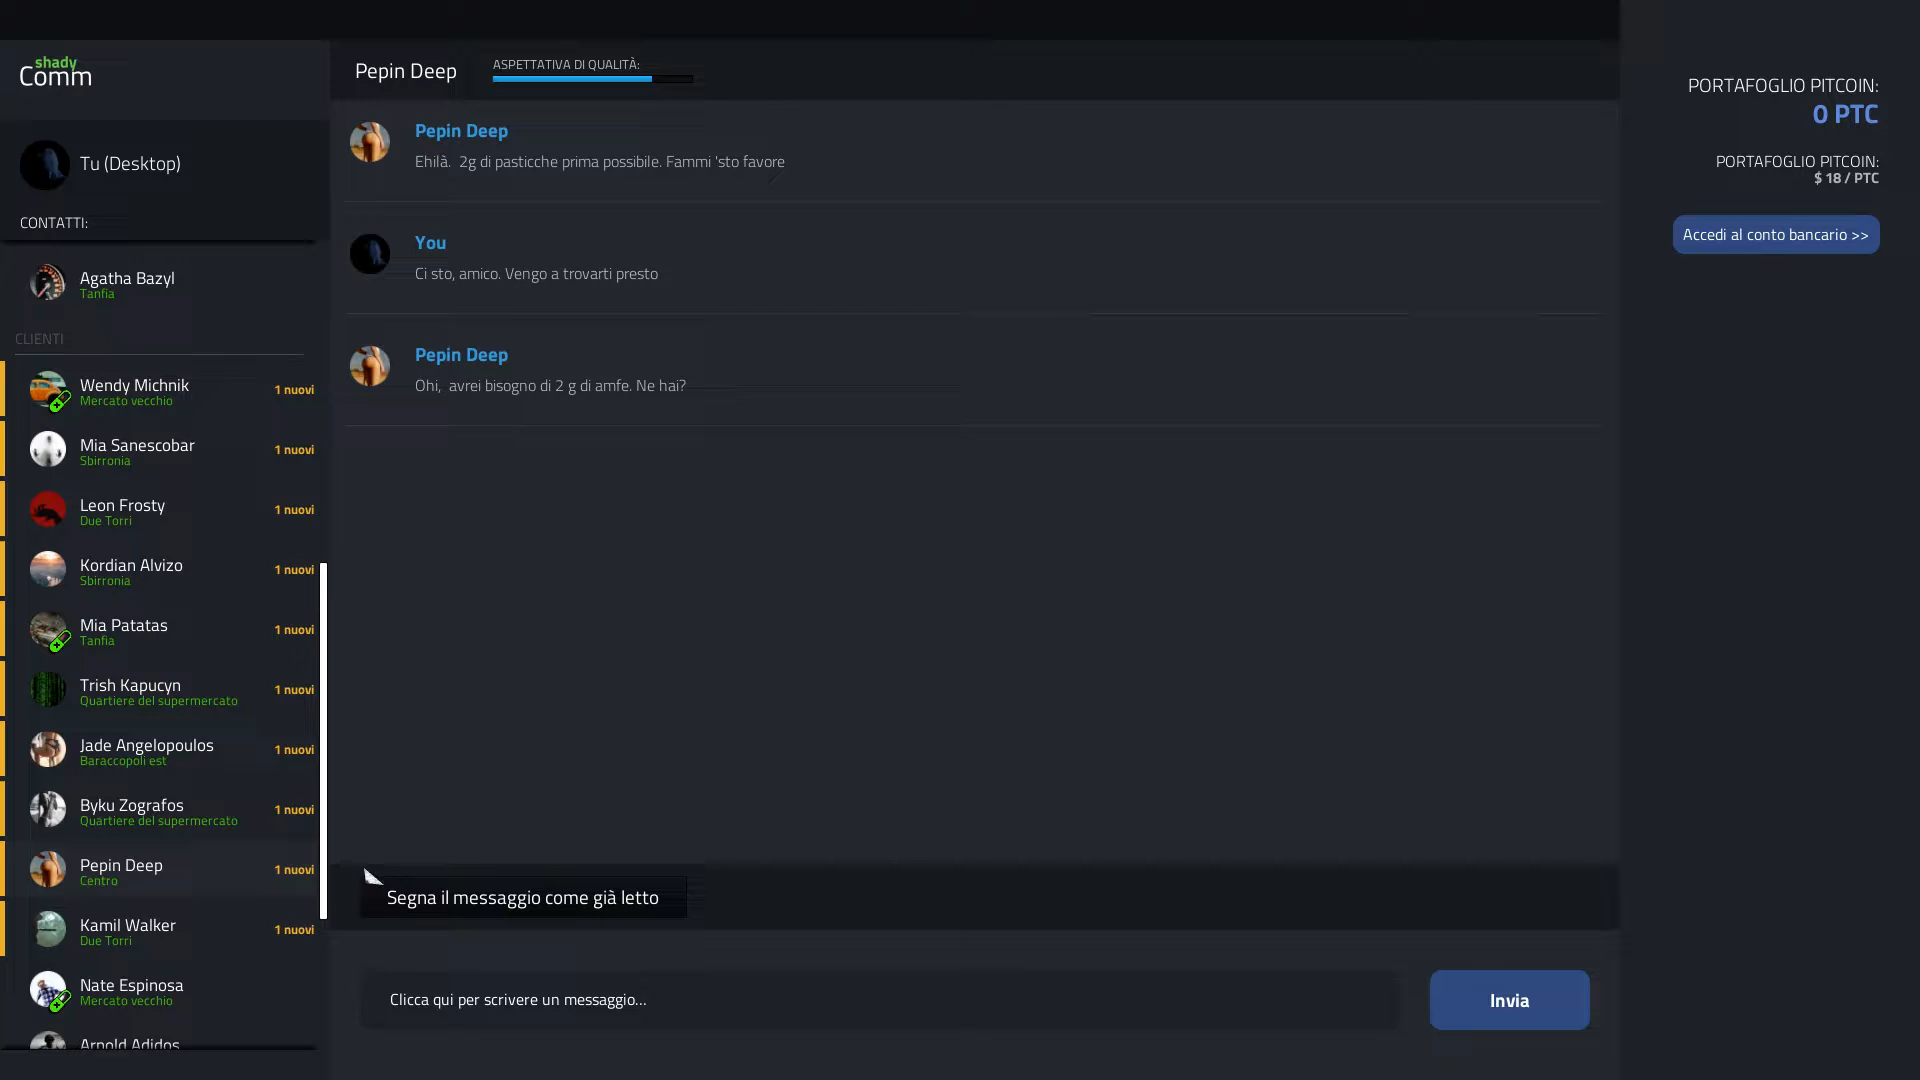 shady
Comm
Tu (Desktop)
CONTATTI:
Agatha Bazyl
Tanfia
CLIENTI
Wendy Michnik
Mercato vecchio
1 nuovi
Mia Sanescobar
Sbirronia
1 nuovi
Leon Frosty
Due Torri
1 nuovi
Kordian Alvizo
Sbirronia
1 nuovi
Mia Patatas
Tanfia
1 nuovi
Trish Kapucyn
Quartiere del supermercato
1 nuovi
Jade Angelopoulos
Baraccopoli est
1 nuovi
Byku Zografos
Quartiere del supermercato
1 nuovi
Pepin Deep
Centro
1 nuovi
Kamil Walker
Due Torri
1 nuovi
Nate Espinosa
Mercato vecchio
Arnold Adidos
Pepin Deep
ASPETTATIVA DI QUALITÀ:
Pepin Deep
Ehilà.  2g di pasticche prima possibile. Fammi 'sto favore
You
Ci sto, amico. Vengo a trovarti presto
Pepin Deep
Ohi,  avrei bisogno di 2 g di amfe. Ne hai?
Segna il messaggio come già letto
Clicca qui per scrivere un messaggio...
Invia
PORTAFOGLIO PITCOIN:
0 PTC
PORTAFOGLIO PITCOIN:
$ 18 / PTC
Accedi al conto bancario >>